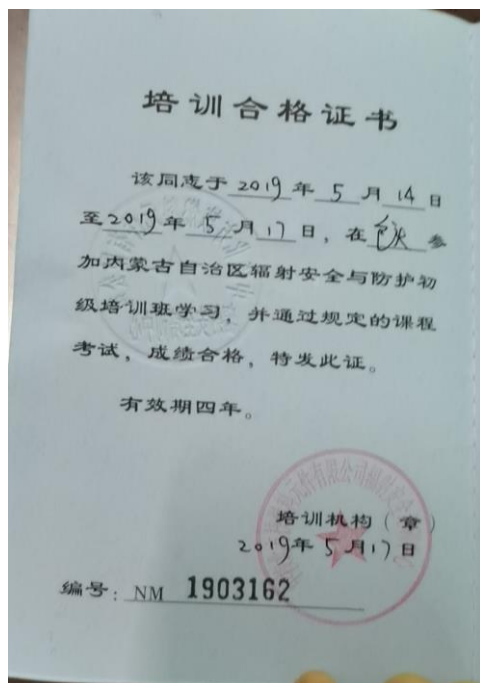 培训合格证书
该同志于2019年5月14日
至2019年5月17日，在包头参
加内蒙古自治区辐射安全与防护初
级培训班学习，并通过规定的课程
考试，成绩合格，特发此证。
有效期四年。
培训机构（章）
2019年5月17日
编号：NM 1903162